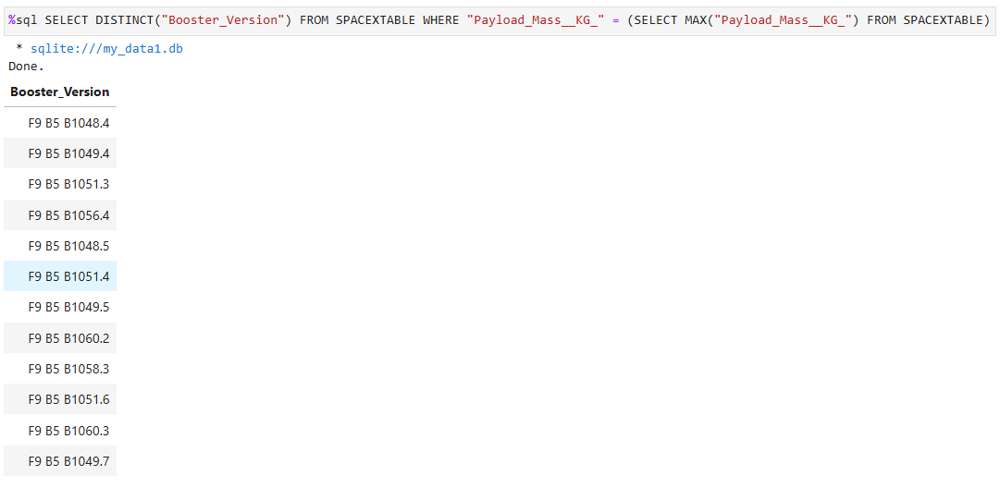 %sql SELECT DISTINCT("Booster_Version") FROM SPACEXTABLE WHERE "Payload_Mass__KG_" = (SELECT MAX("Payload_Mass__KG_") FROM SPACEXTABLE)
* sqlite:///my_data1.db
Done.
Booster_Version
F9 B5 B1048.4
F9 B5 B1049.4
F9 B5 B1051.3
F9 B5 B1056.4
F9 B5 B1048.5
F9 B5 B1051.4
F9 B5 B1049.5
F9 B5 B1060.2
F9 B5 B1058.3
F9 B5 B1051.6
F9 B5 B1060.3
F9 B5 B1049.7